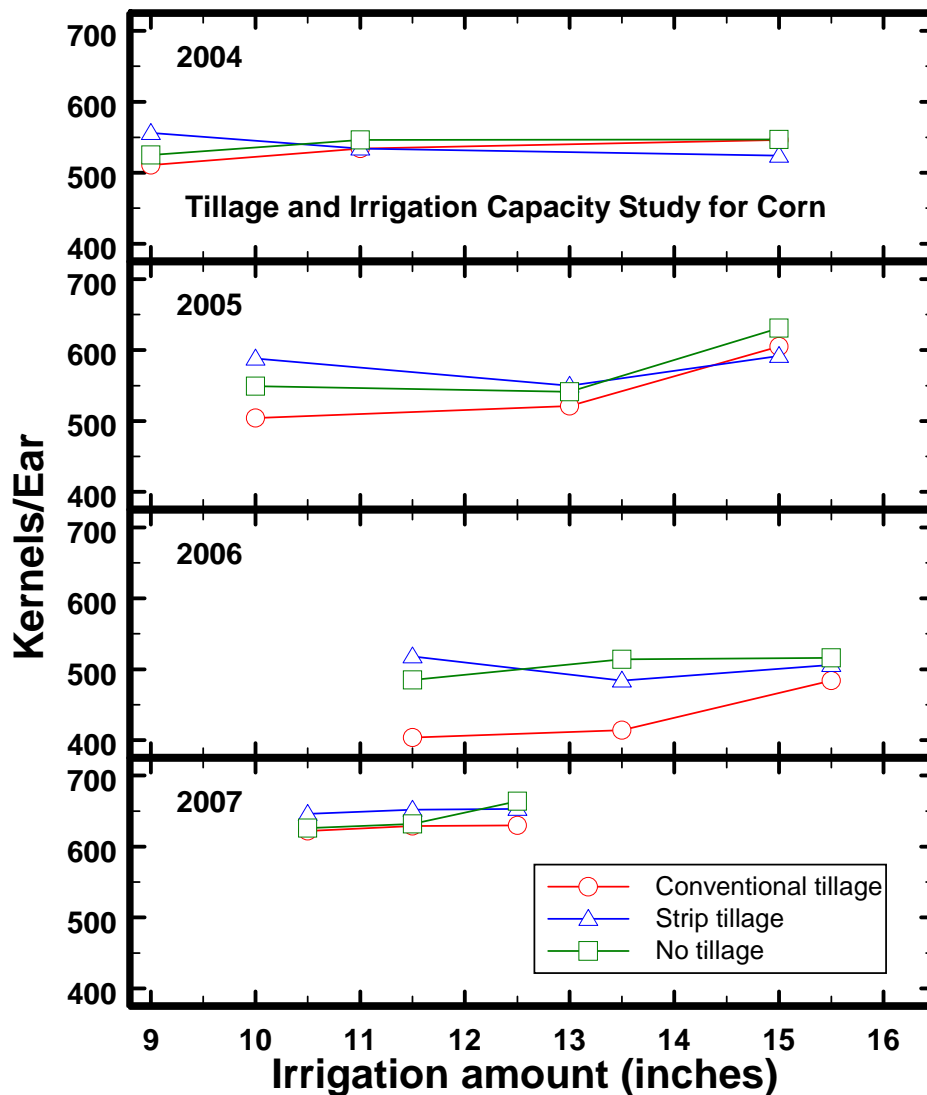 700
2004
600
500
Tillage and Irrigation Capacity Study for Corn
400
700
2005
600
500
400
700
2006
600
500
400
700
2007
600
500
400
Kernels/Ear
Conventional tillage
Strip tillage
No tillage
9 10 11 12 13 14 15 16
Irrigation amount (inches)